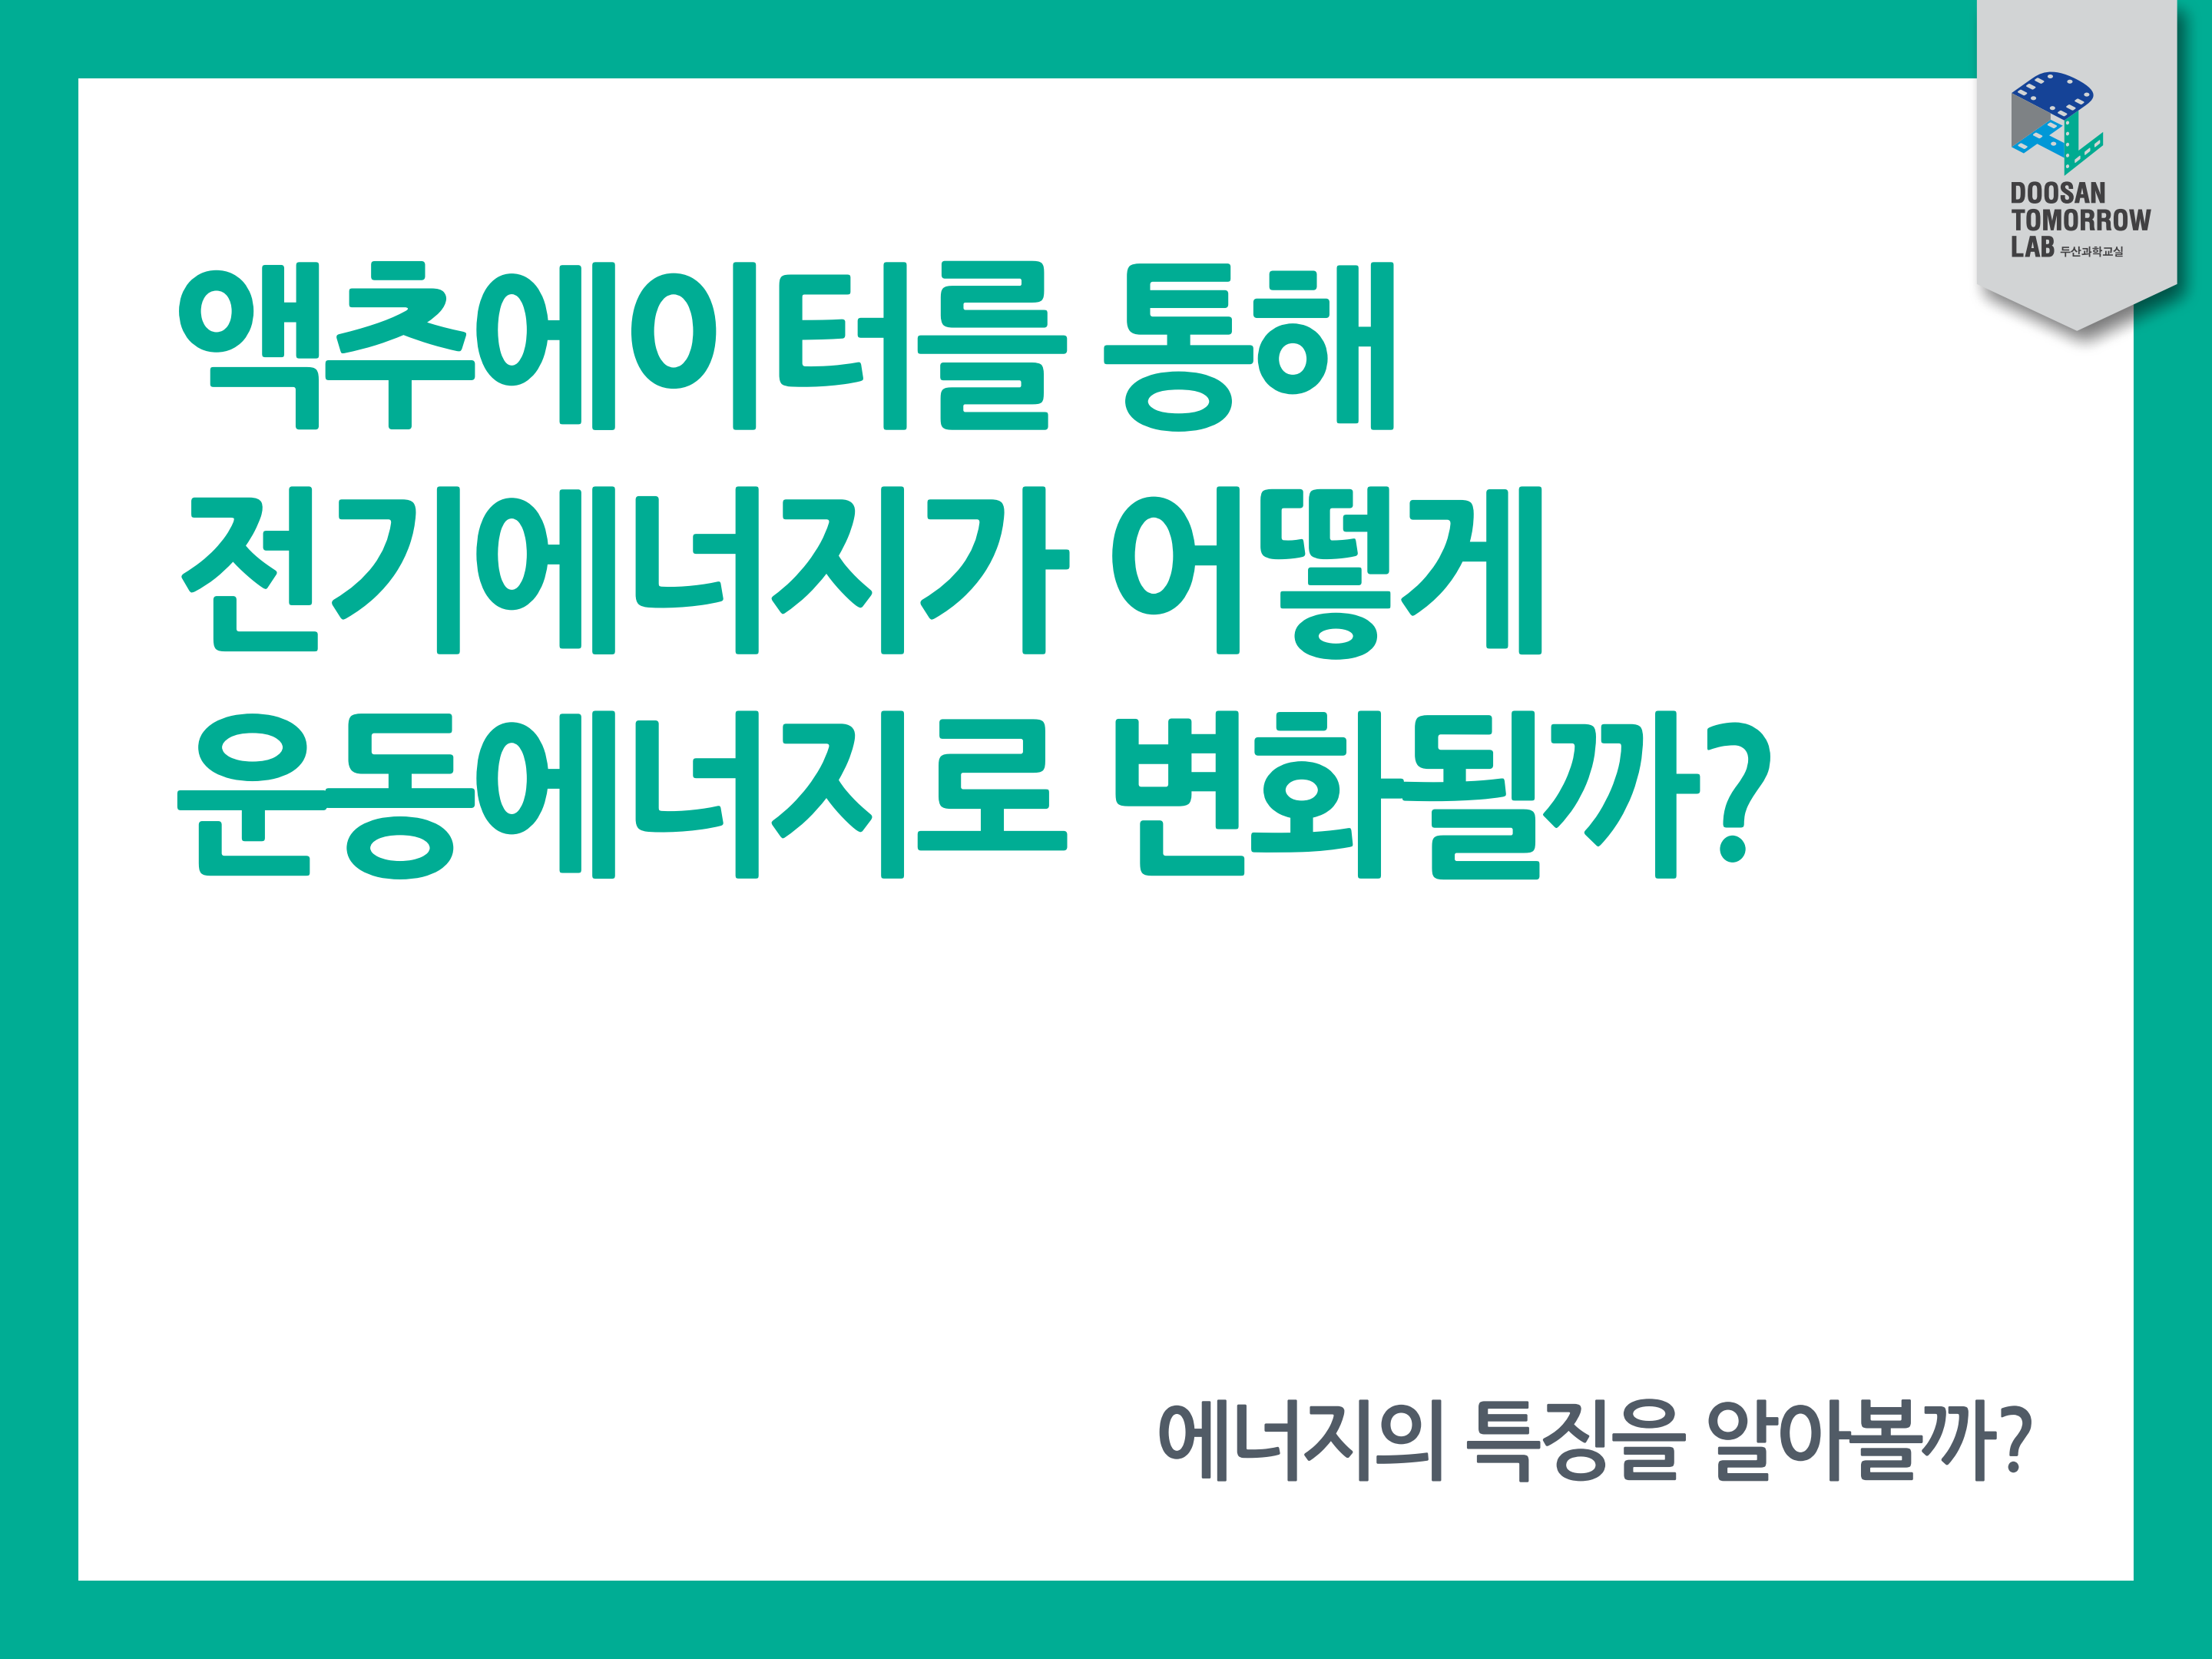 DOOSAN
TOMORROW
LAB 두산과학교실
액추에이터를 통해
전기에너지가 어떻게
운동에너지로 변화될까?
에너지의 특징을 알아볼까?